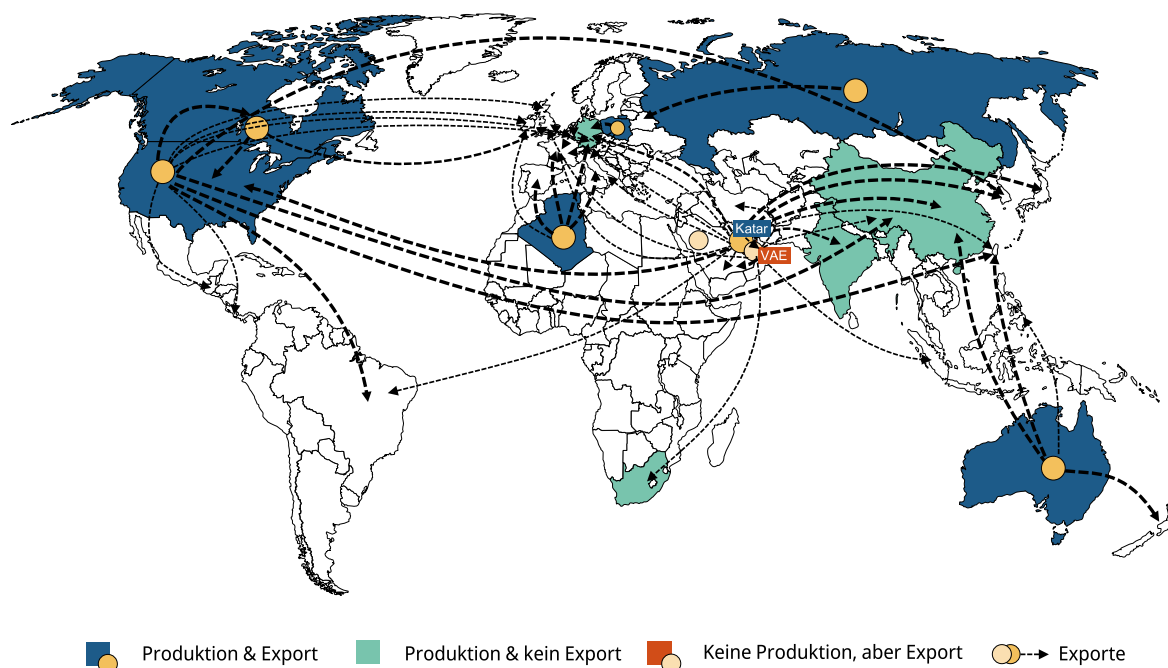 Katar
VAE
Produktion & Export
Produktion & kein Export
Keine Produktion, aber Export
Exporte